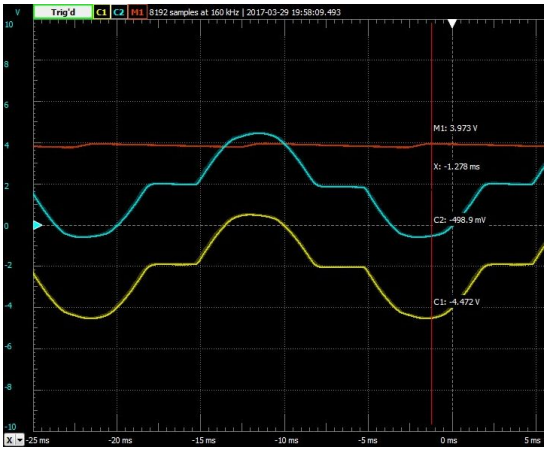 V Trig'd C1 C2 M1 8192 samples at 160 kHz | 2017-03-29 19:58:09.493
10
8
6
M1: 3.973 V
4
X: -1.278 ms
2
C2: -498.9 mV
0
-2
C1: -4.472 V
-4
-6
-8
-10
X -25 ms -20 ms -15 ms -10 ms -5 ms 0 ms 5 ms